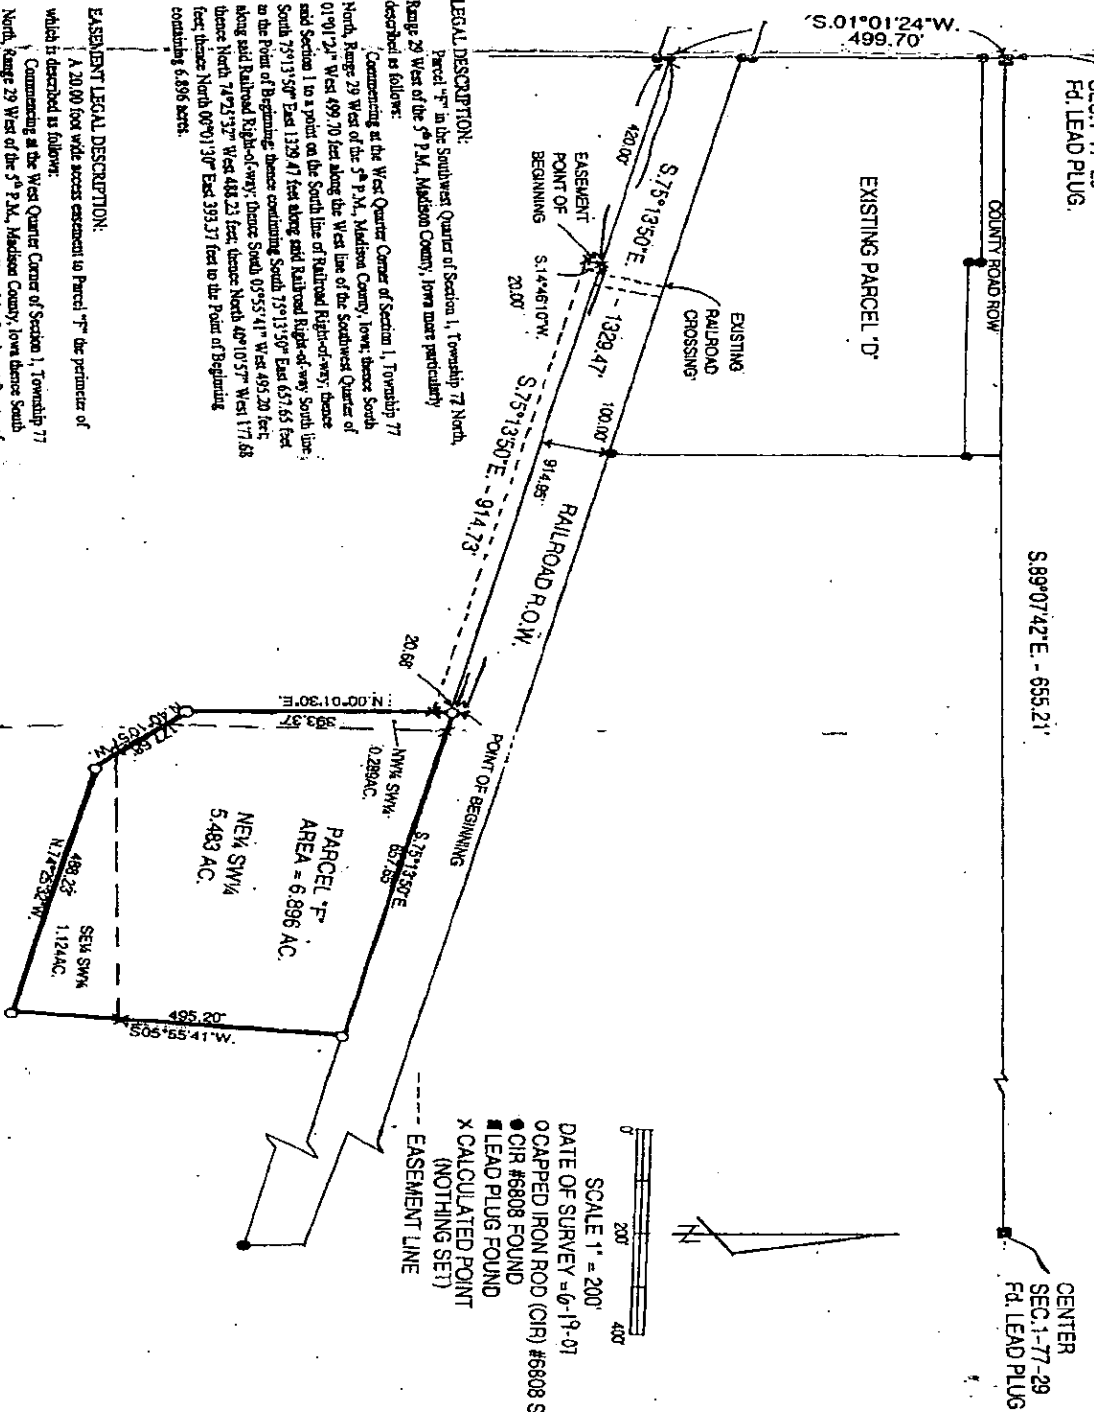 Fd. LEAD PLUG.
'S.01°01'24"W.
499.70'
COUNTY ROAD ROW
S.89°07'42"E. - 655.21'
CENTER
SEC.1-77-29
Fd. LEAD PLUG
EXISTING PARCEL "D"
EXISTING
RAILROAD
CROSSING
420.00'
S.75°13'50"E. - 1329.47'
EASEMENT
POINT OF
BEGINNING
S.14°46'10"W.
20.00'
100.00'
914.86'
RAILROAD R.O.W.
S.75°13'50"E. - 914.73'
20.68'
POINT OF BEGINNING
N.00°01'30"E.
393.37'
NW¼ SW¼
0.289AC.
S.75°13'50"E.
657.65'
PARCEL "F"
AREA = 6.896 AC.
NE¼ SW¼
5.483 AC.
N.40°10'57"W.
177.68'
488.23'
N.74°25'32"W.
SE¼ SW¼
1.124AC.
495.20'
S05°55'41"W.
SCALE 1" = 200'
0'
200'
400'
DATE OF SURVEY = 6-19-07
O CAPPED IRON ROD (CIR) #6808 S
● CIR #6808 FOUND
■ LEAD PLUG FOUND
X CALCULATED POINT
(NOTHING SET)
---- EASEMENT LINE
LEGAL DESCRIPTION:
Parcel "F" in the Southwest Quarter of Section 1, Township 77 North,
Range 29 West of the 5th P.M., Madison County, Iowa more particularly
described as follows:
Commencing at the West Quarter Corner of Section 1, Township 77
North, Range 29 West of the 5th P.M., Madison County, Iowa; thence South
01°01'24" West 499.70 feet along the West line of the Southwest Quarter of
said Section 1 to a point on the South line of Railroad Right-of-way; thence
South 75°13'50" East 1329.47 feet along said Railroad Right-of-way South line
to the Point of Beginning; thence continuing South 75°13'50" East 657.65 feet
along said Railroad Right-of-way; thence South 05°55'41" West 495.20 feet;
thence North 74°25'32" West 488.23 feet; thence North 40°10'57" West 177.68
feet; thence North 00°01'30" East 393.37 feet to the Point of Beginning
containing 6.896 acres.
EASEMENT LEGAL DESCRIPTION:
A 20.00 foot wide access easement to Parcel "F" the perimeter of
which is described as follows:
Commencing at the West Quarter Corner of Section 1, Township 77
North, Range 29 West of the 5th P.M., Madison County, Iowa thence South